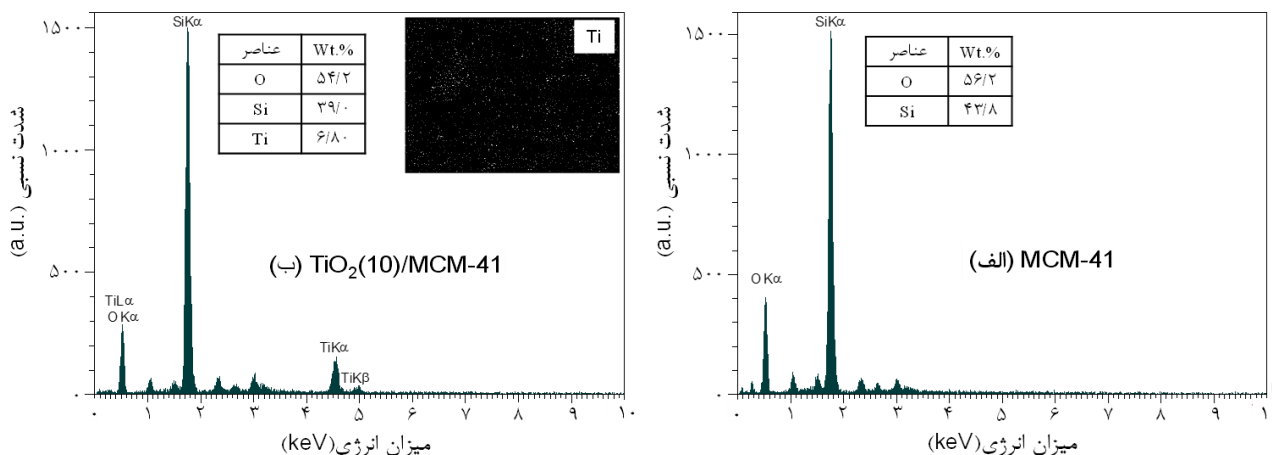 SiKα
Ti
عناصر Wt.%
O ۵۴/۲
Si ۳۹/۰
Ti ۶/۸۰
۱۵۰۰
۱۰۰۰
۵۰۰
۰
شدت نسبی (a.u.)
(ب) TiO₂(10)/MCM-41
TiLα
O Kα
TiKα
TiKβ
۰ ۱ ۲ ۳ ۴ ۵ ۶ ۷ ۸ ۹ ۱۰
میزان انرژی(keV)
SiKα
عناصر Wt.%
O ۵۶/۲
Si ۴۳/۸
۱۵۰۰
۱۰۰۰
۵۰۰
۰
شدت نسبی (a.u.)
(الف) MCM-41
O Kα
۰ ۱ ۲ ۳ ۴ ۵ ۶ ۷ ۸ ۹ ۱
میزان انرژی(keV)